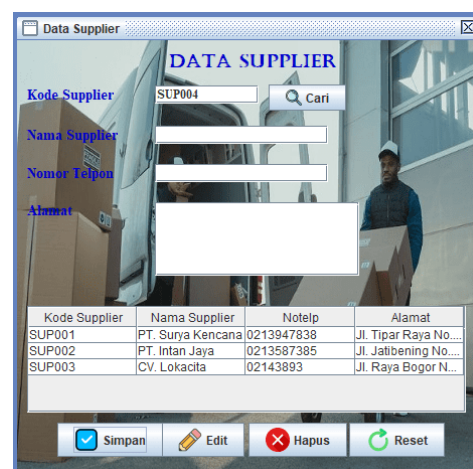 Data Supplier
DATA SUPPLIER
Kode Supplier SUP004 Cari
Nama Supplier
Nomor Telpon
Alamat
Kode Supplier Nama Supplier Notelp Alamat
SUP001 PT. Surya Kencana 0213947838 Jl. Tipar Raya No....
SUP002 PT. Intan Jaya 0213587385 Jl. Jatibening No....
SUP003 CV. Lokacita 02143893 Jl. Raya Bogor N...
Simpan Edit Hapus Reset